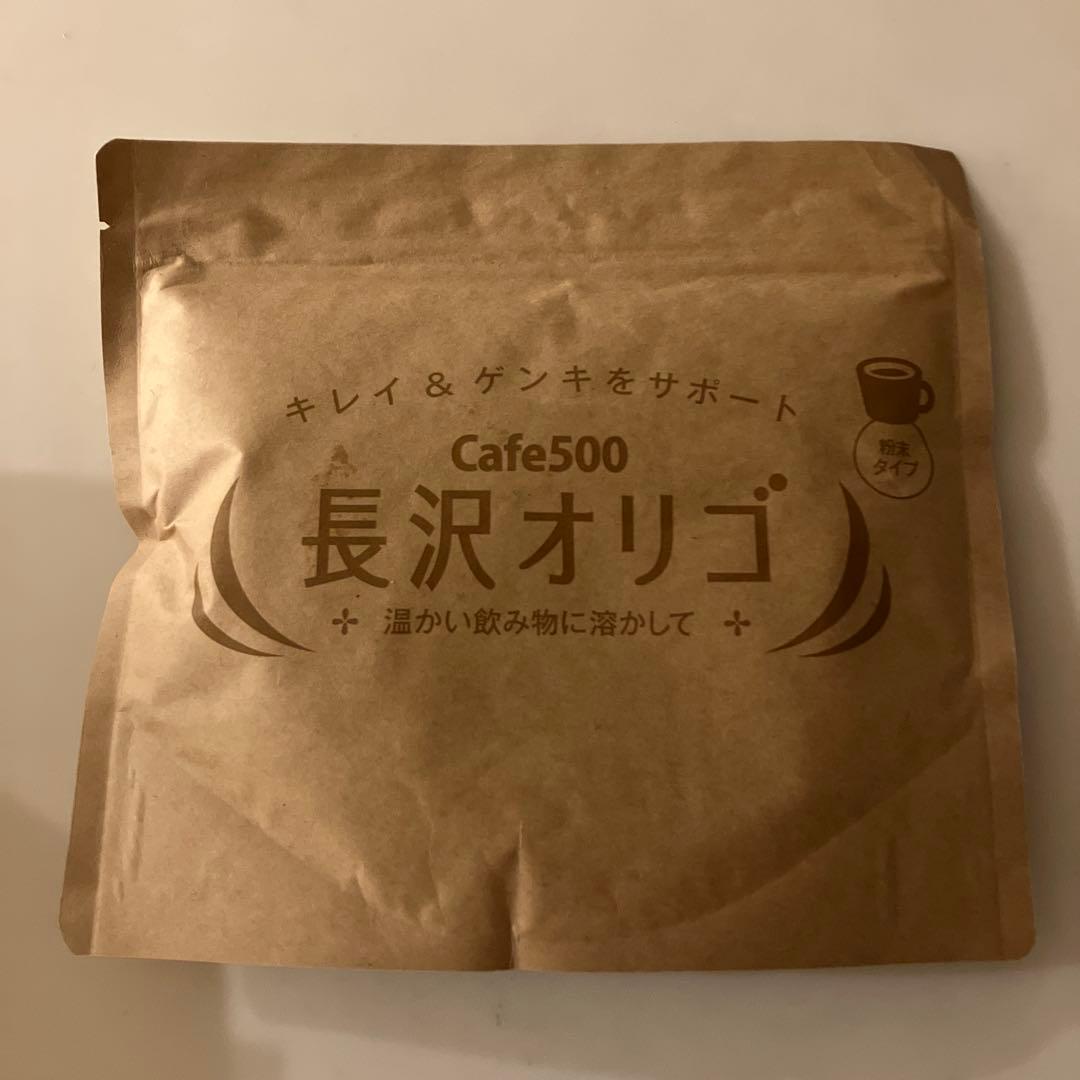 キレイ & ゲンキをサポート
Cafe500
長沢オリゴ
温かい飲み物に溶かして
粉末
タイプ